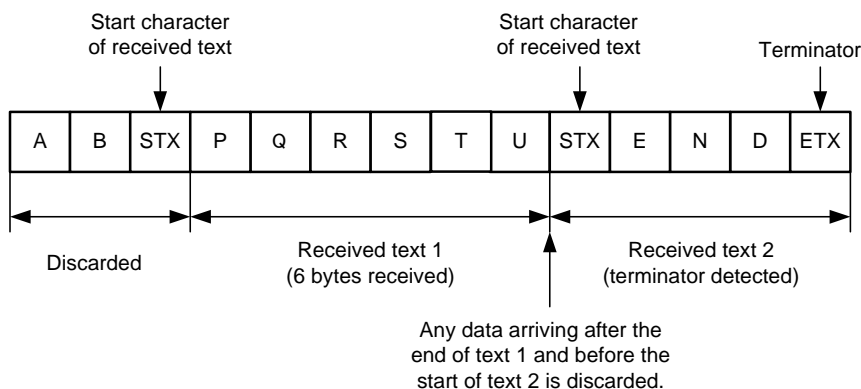 Start character
of received text
Start character
of received text
Terminator
A B STX P Q R S T U STX E N D ETX
Discarded
Received text 1
(6 bytes received)
Received text 2
(terminator detected)
Any data arriving after the
end of text 1 and before the
start of text 2 is discarded.